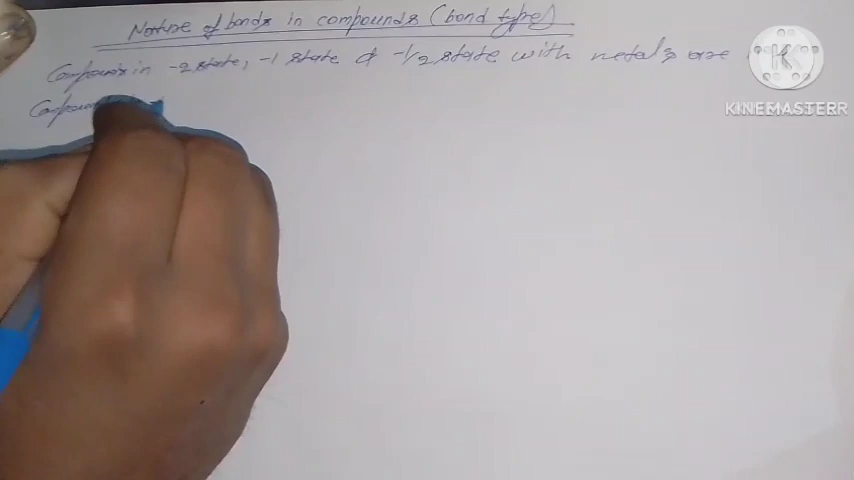 Nature of bonds in compounds (bond type)
Compounds in -2 state, -1 state & -1/2 state with metals are
KINEMASTER